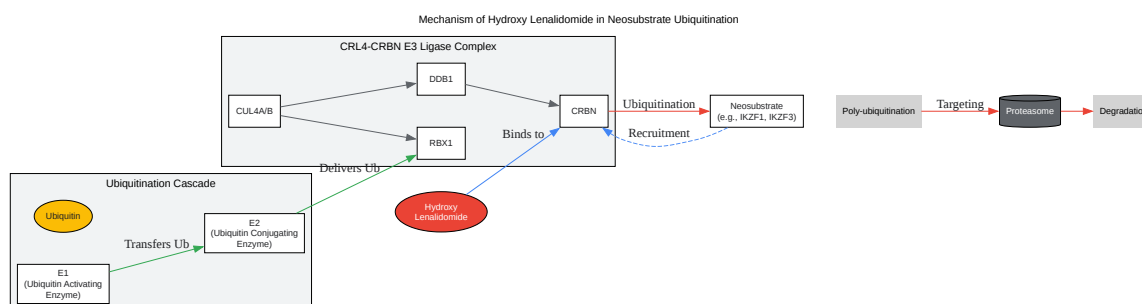 Mechanism of Hydroxy Lenalidomide in Neosubstrate Ubiquitination
CRL4-CRBN E3 Ligase Complex
DDB1
CUL4A/B
CRBN
Ubiquitination
Neosubstrate
(e.g., IKZF1, IKZF3)
Poly-ubiquitination
Targeting
Proteasome
Degradatio
Binds to
Recruitment
RBX1
Delivers Ub
Ubiquitination Cascade
Ubiquitin
Hydroxy
Lenalidomide
E2
(Ubiquitin Conjugating
Enzyme)
Transfers Ub
E1
(Ubiquitin Activating
Enzyme)